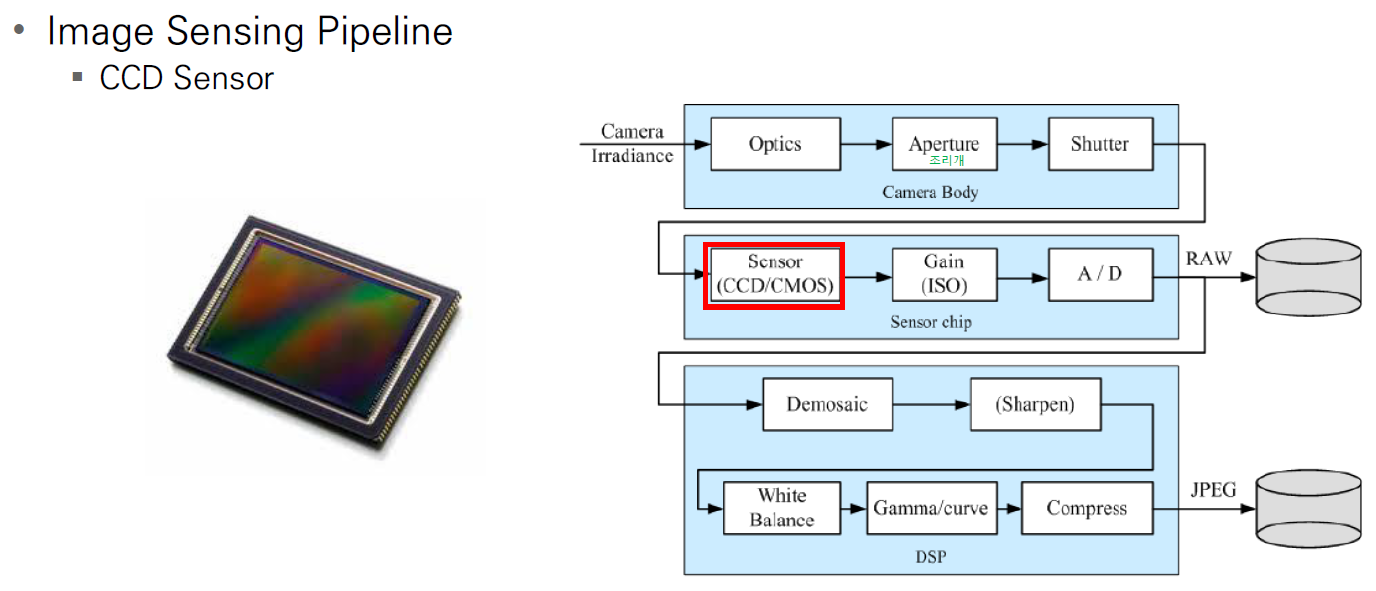 Image Sensing Pipeline
CCD Sensor
Camera
Irradiance
Optics
Aperture
조리개
Shutter
Camera Body
Sensor
(CCD/CMOS)
Gain
(ISO)
A / D
RAW
Sensor chip
Demosaic
(Sharpen)
White
Balance
Gamma/curve
Compress
JPEG
DSP